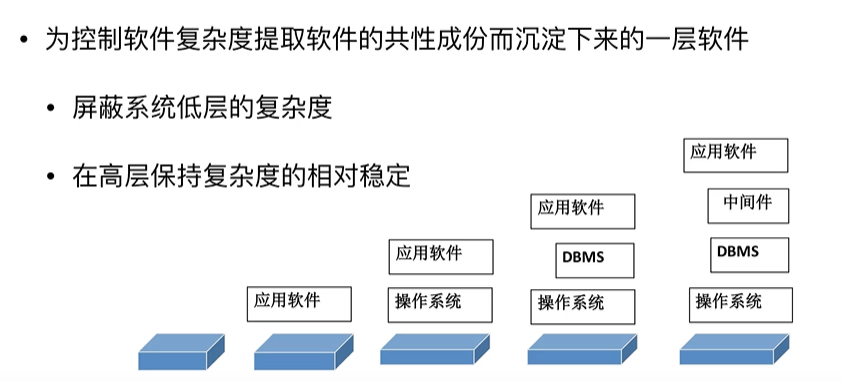 • 为控制软件复杂度提取软件的共性成份而沉淀下来的一层软件
• 屏蔽系统低层的复杂度
• 在高层保持复杂度的相对稳定
应用软件
应用软件
操作系统
应用软件
DBMS
操作系统
应用软件
中间件
DBMS
操作系统